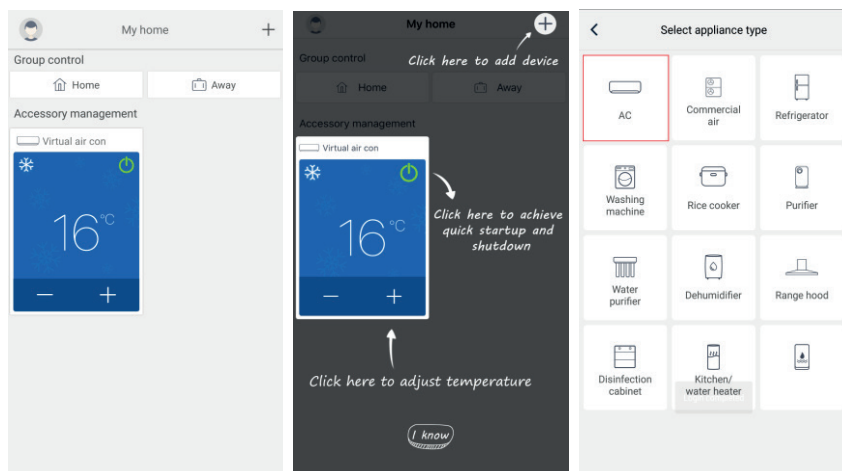 My home
+
Group control
Home
Away
Accessory management
Virtual air con
16°C
— +
My home
+
Click here to add device
Group control
Home
Away
Accessory management
Virtual air con
16°C
— +
Click here to achieve
quick startup and
shutdown
Click here to adjust temperature
I know
Select appliance type
AC
Commercial
air
Refrigerator
Washing
machine
Rice cooker
Purifier
Water
purifier
Dehumidifier
Range hood
Disinfection
cabinet
Kitchen/
water heater